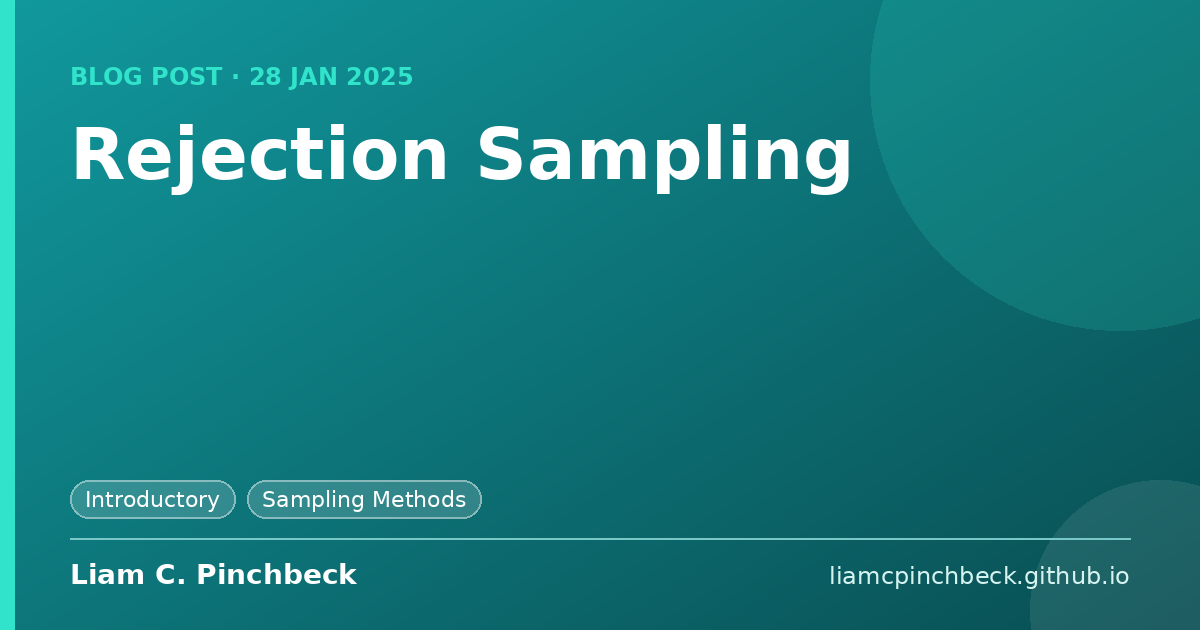 BLOG POST · 28 JAN 2025
Rejection Sampling
Introductory
Sampling Methods
Liam C. Pinchbeck
liamcpinchbeck.github.io